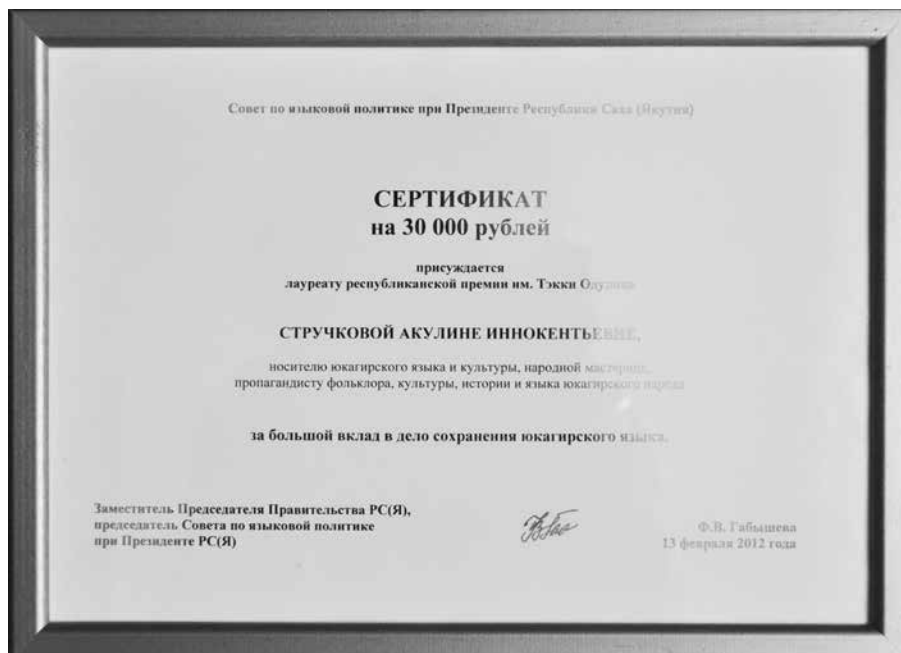 Совет по языковой политике при Президенте Республики Саха (Якутия)
СЕРТИФИКАТ
на 30 000 рублей
присуждается
лауреату республиканской премии им. Тэкки Одулока
СТРУЧКОВОЙ АКУЛИНЕ ИННОКЕНТЬЕВНЕ,
носителю юкагирского языка и культуры, народной мастерице,
пропагандисту фольклора, культуры, истории и языка юкагирского народа
за большой вклад в дело сохранения юкагирского языка.
Заместитель Председателя Правительства РС(Я),
председатель Совета по языковой политике
при Президенте РС(Я)
Ф.В. Габышева
13 февраля 2012 года